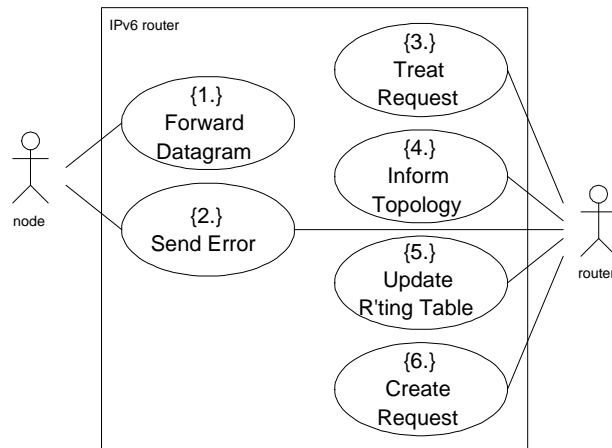 IPv6 router
{1.}
Forward
Datagram
{2.}
Send Error
{3.}
Treat
Request
{4.}
Inform
Topology
{5.}
Update
R'ting Table
{6.}
Create
Request
node
router